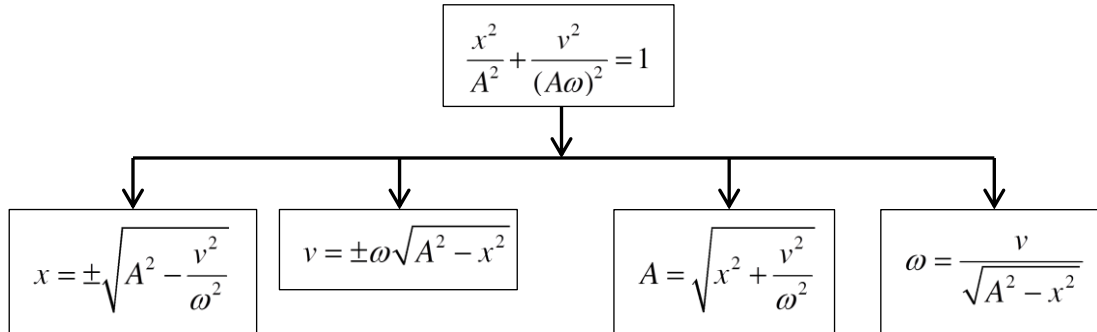 x²/A² + v²/(Aω)² = 1
x = ±√(A² − v²/ω²)
v = ±ω√(A² − x²)
A = √(x² + v²/ω²)
ω = v/√(A² − x²)